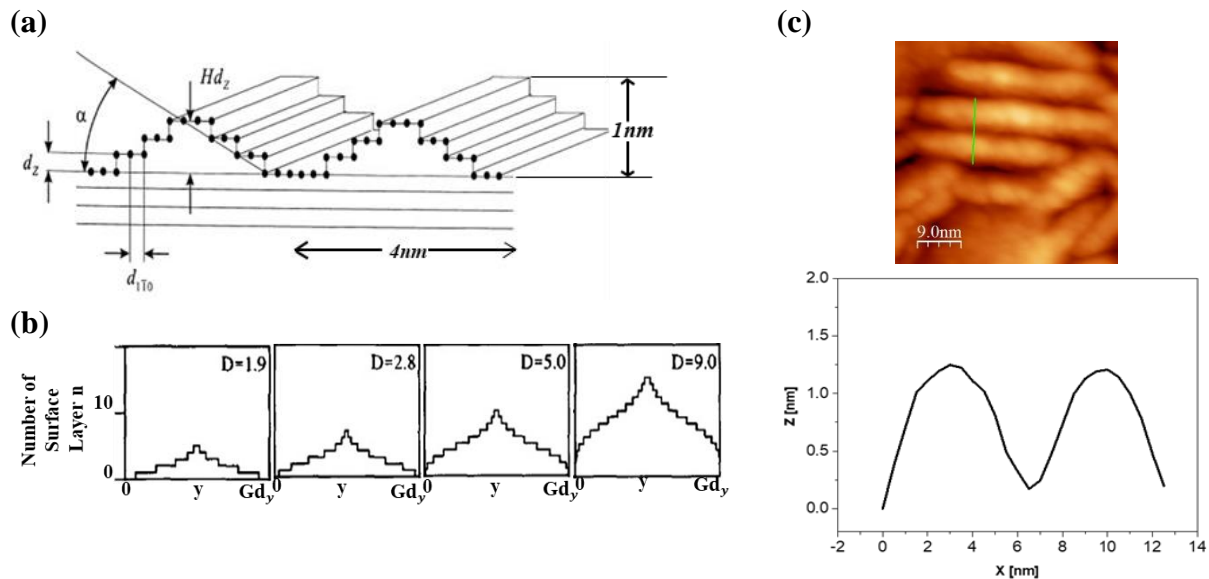 (a)
Hd_z
α
1nm
d_z
4nm
d_{1T0}
(b)
D=1.9
D=2.8
D=5.0
D=9.0
Number of
Surface
Layer n
10
0
0 y Gd_y
0 y Gd_y
0 y Gd_y
0 y Gd_y
(c)
9.0nm
2.0
1.5
1.0
0.5
0.0
Z [nm]
-2 0 2 4 6 8 10 12 14
X [nm]